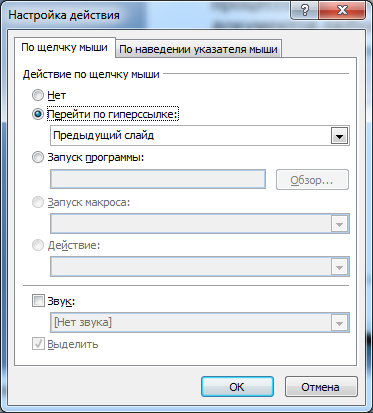 Настройка действия
По щелчку мыши
По наведении указателя мыши
Действие по щелчку мыши
Нет
Перейти по гиперссылке:
Предыдущий слайд
Запуск программы:
Обзор...
Запуск макроса:
Действие:
Звук:
[Нет звука]
Выделить
ОК
Отмена